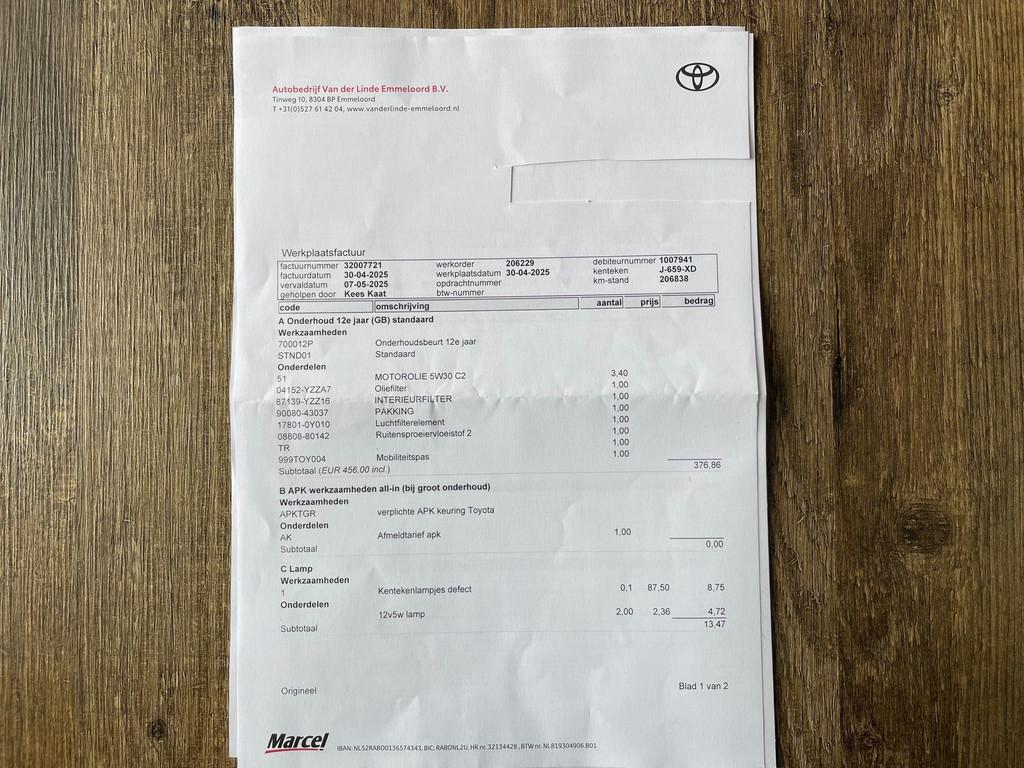 Autobedrijf Van der Linde Emmeloord B.V.
Tinweg 10, 8304 BP Emmeloord
T +31(0)527 61 42 04, www.vanderlinde-emmeloord.nl
Werkplaatsfactuur
factuurnummer 32007721 werkorder 206229 debiteurnummer 1007941
factuurdatum 30-04-2025 werkplaatsdatum 30-04-2025 kenteken J-659-XD
vervaldatum 07-05-2025 opdrachtnummer km-stand 206838
geholpen door Kees Kaat btw-nummer
code omschrijving aantal prijs bedrag
A Onderhoud 12e jaar (GB) standaard
Werkzaamheden
700012P Onderhoudsbeurt 12e jaar
STND01 Standaard
Onderdelen
51 MOTOROLIE 5W30 C2 3,40
04152-YZZA7 Oliefilter 1,00
87139-YZZ16 INTERIEURFILTER 1,00
90080-43037 PAKKING 1,00
17801-0Y010 Luchtfilterelement 1,00
08808-80142 Ruitensproeiervloeistof 2 1,00
TR 1,00
999TOY004 Mobiliteitspas 1,00
Subtotaal (EUR 456,00 incl.) 376,86
B APK werkzaamheden all-in (bij groot onderhoud)
Werkzaamheden
APKTGR verplichte APK keuring Toyota
Onderdelen
AK Afmeldtarief apk 1,00
Subtotaal 0,00
C Lamp
Werkzaamheden
1 Kentekenlampjes defect 0,1 87,50 8,75
Onderdelen
12v5w lamp 2,00 2,36 4,72
Subtotaal 13,47
Origineel Blad 1 van 2
Marcel IBAN: NL52RABO0136574343, BIC: RABONL2U, HR nr. 32134428, BTW nr. NL819304906.B01